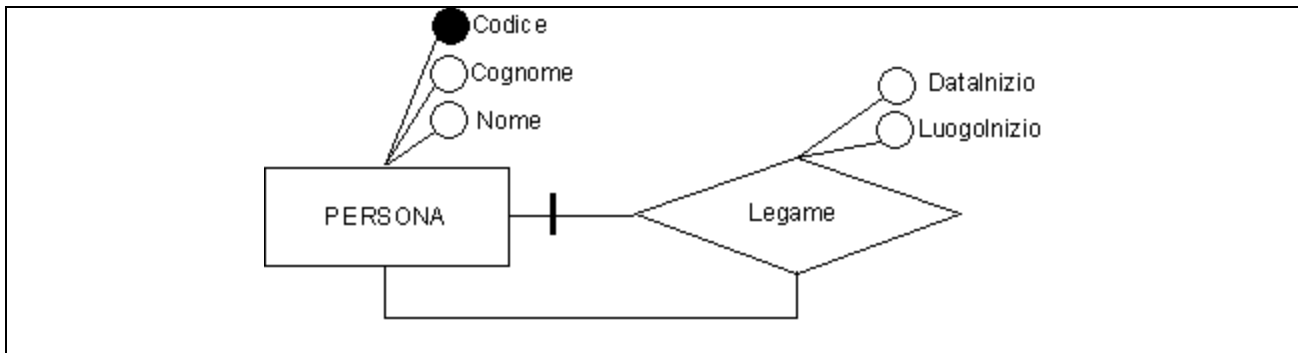 Codice
Cognome
Nome
DataInizio
LuogoInizio
PERSONA
Legame